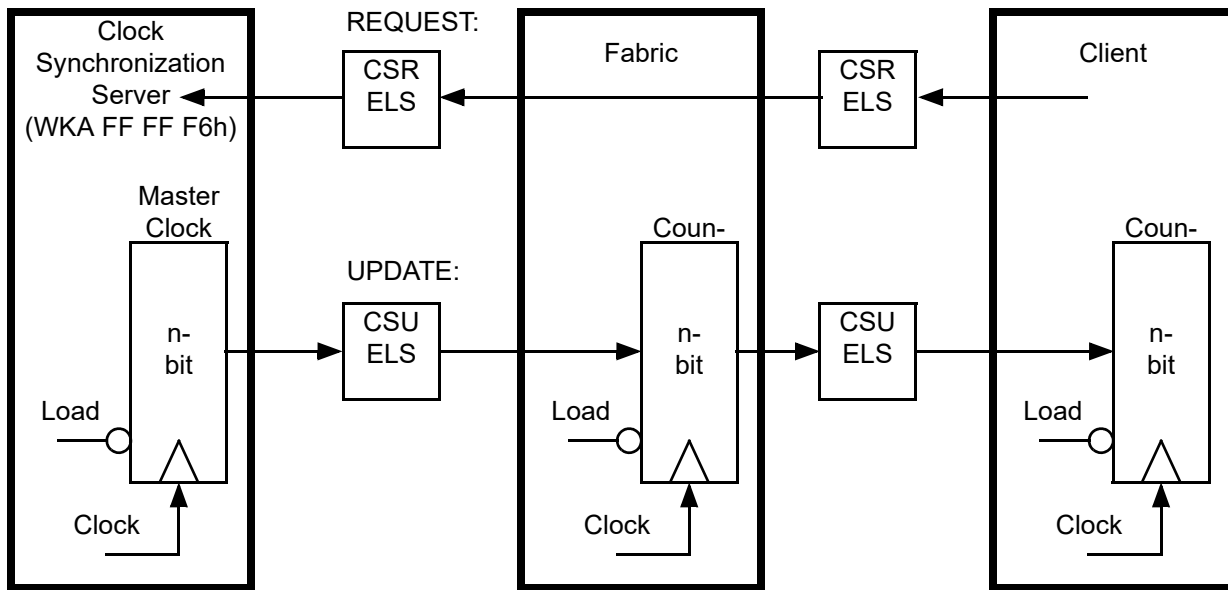 Clock
Synchronization
Server
(WKA FF FF F6h)
REQUEST:
CSR
ELS
Fabric
CSR
ELS
Client
Master
Clock
n-
bit
Load
Clock
UPDATE:
CSU
ELS
Coun-
n-
bit
Load
Clock
CSU
ELS
Coun-
n-
bit
Load
Clock